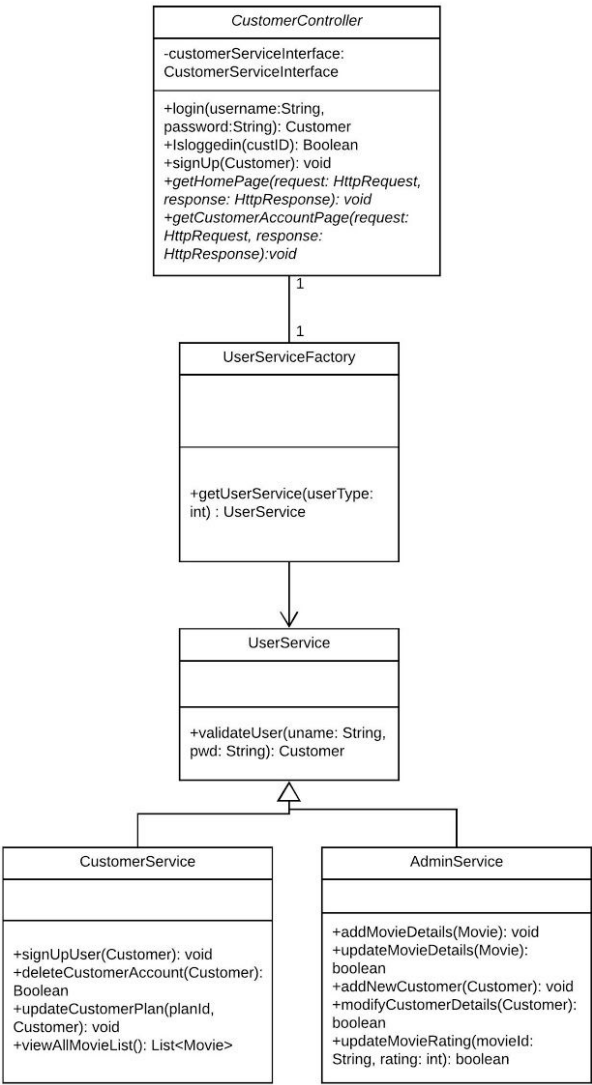 CustomerController
-customerServiceInterface:
CustomerServiceInterface
+login(username:String,
password:String): Customer
+Isloggedin(custID): Boolean
+signUp(Customer): void
+getHomePage(request: HttpRequest,
response: HttpResponse): void
+getCustomerAccountPage(request:
HttpRequest, response:
HttpResponse):void
1
1
UserServiceFactory
+getUserService(userType:
int) : UserService
UserService
+validateUser(uname: String,
pwd: String): Customer
CustomerService
+signUpUser(Customer): void
+deleteCustomerAccount(Customer):
Boolean
+updateCustomerPlan(planId,
Customer): void
+viewAllMovieList(): List<Movie>
AdminService
+addMovieDetails(Movie): void
+updateMovieDetails(Movie):
boolean
+addNewCustomer(Customer): void
+modifyCustomerDetails(Customer):
boolean
+updateMovieRating(movieId:
String, rating: int): boolean